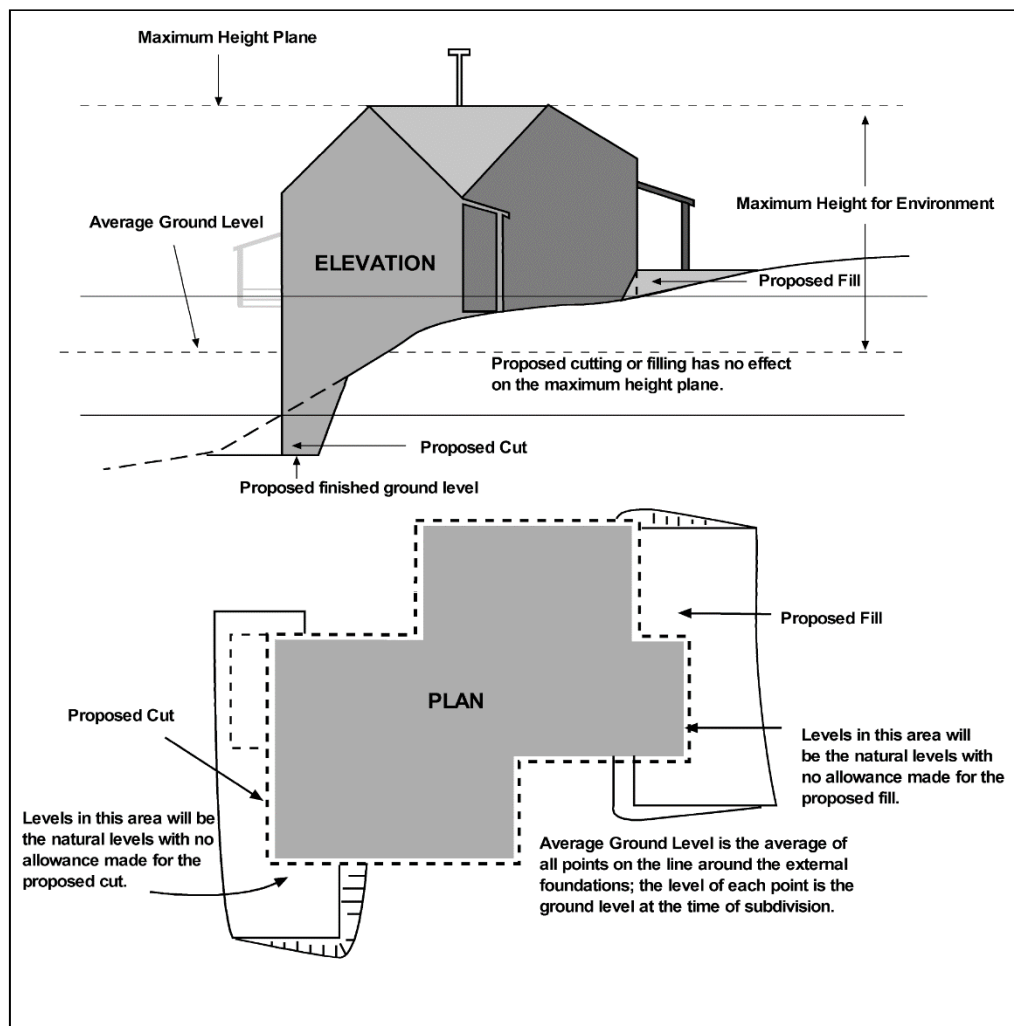 Maximum Height Plane
Maximum Height for Environment
Average Ground Level
ELEVATION
Proposed Fill
Proposed cutting or filling has no effect
on the maximum height plane.
Proposed Cut
Proposed finished ground level
Proposed Fill
PLAN
Proposed Cut
Levels in this area will
be the natural levels with
no allowance made for the
proposed fill.
Levels in this area will be
the natural levels with no
allowance made for the
proposed cut.
Average Ground Level is the average of
all points on the line around the external
foundations; the level of each point is the
ground level at the time of subdivision.